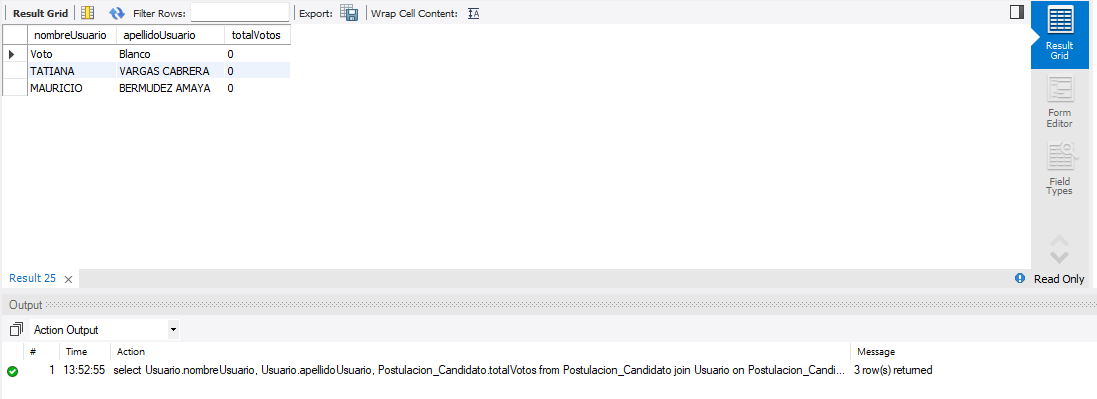 Result Grid Filter Rows: Export: Wrap Cell Content:
nombreUsuario apellidoUsuario totalVotos
Voto Blanco 0
TATIANA VARGAS CABRERA 0
MAURICIO BERMUDEZ AMAYA 0
Result
Grid
Form
Editor
Field
Types
Result 25 Read Only
Output
Action Output
# Time Action Message
1 13:52:55 select Usuario.nombreUsuario, Usuario.apellidoUsuario, Postulacion_Candidato.totalVotos from Postulacion_Candidato join Usuario on Postulacion_Candi... 3 row(s) returned